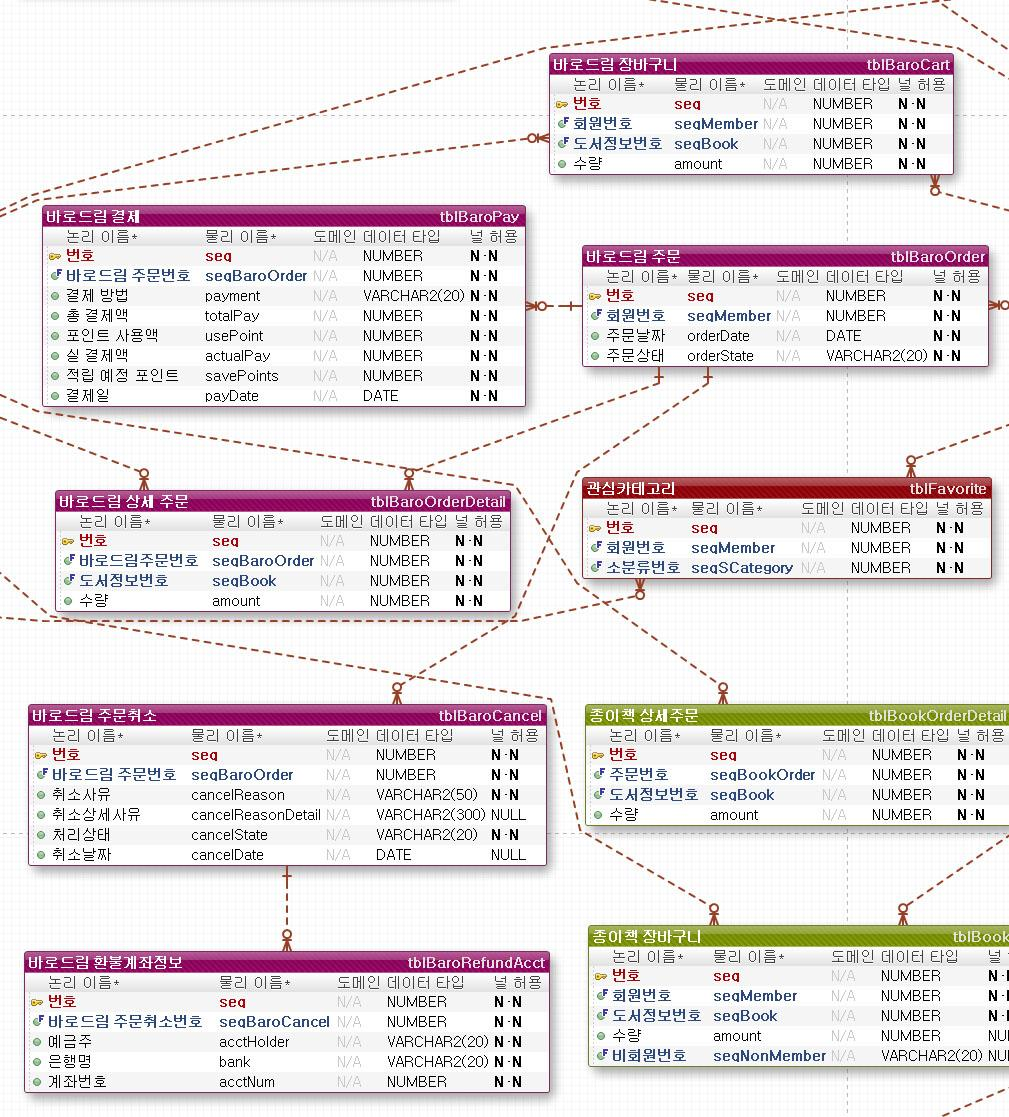 바로드림 장바구니 tblBaroCart
논리 이름* 물리 이름* 도메인 데이터 타입 널 허용
번호 seq N/A NUMBER N-N
회원번호 seqMember N/A NUMBER N-N
도서정보번호 seqBook N/A NUMBER N-N
수량 amount N/A NUMBER N-N
바로드림 결제 tblBaroPay
논리 이름* 물리 이름* 도메인 데이터 타입 널 허용
번호 seq N/A NUMBER N-N
바로드림 주문번호 seqBaroOrder N/A NUMBER N-N
결제 방법 payment N/A VARCHAR2(20) N-N
총 결제액 totalPay N/A NUMBER N-N
포인트 사용액 usePoint N/A NUMBER N-N
실 결제액 actualPay N/A NUMBER N-N
적립 예정 포인트 savePoints N/A NUMBER N-N
결제일 payDate N/A DATE N-N
바로드림 주문 tblBaroOrder
논리 이름* 물리 이름* 도메인 데이터 타입 널 허용
번호 seq N/A NUMBER N-N
회원번호 seqMember N/A NUMBER N-N
주문날짜 orderDate N/A DATE N-N
주문상태 orderState N/A VARCHAR2(20) N-N
바로드림 상세 주문 tblBaroOrderDetail
논리 이름* 물리 이름* 도메인 데이터 타입 널 허용
번호 seq N/A NUMBER N-N
바로드림주문번호 seqBaroOrder N/A NUMBER N-N
도서정보번호 seqBook N/A NUMBER N-N
수량 amount N/A NUMBER N-N
관심카테고리 tblFavorite
논리 이름* 물리 이름* 도메인 데이터 타입 널 허용
번호 seq N/A NUMBER N-N
회원번호 seqMember N/A NUMBER N-N
소분류번호 seqSCategory N/A NUMBER N-N
바로드림 주문취소 tblBaroCancel
논리 이름* 물리 이름* 도메인 데이터 타입 널 허용
번호 seq N/A NUMBER N-N
바로드림 주문번호 seqBaroOrder N/A NUMBER N-N
취소사유 cancelReason N/A VARCHAR2(50) N-N
취소상세사유 cancelReasonDetail N/A VARCHAR2(300) NULL
처리상태 cancelState N/A VARCHAR2(20) N-N
취소날짜 cancelDate N/A DATE NULL
종이책 상세주문 tblBookOrderDetail
논리 이름* 물리 이름* 도메인 데이터 타입 널 허용
번호 seq N/A NUMBER N-N
주문번호 seqBookOrder N/A NUMBER N-N
도서정보번호 seqBook N/A NUMBER N-N
수량 amount N/A NUMBER N-N
바로드림 환불계좌정보 tblBaroRefundAcct
논리 이름* 물리 이름* 도메인 데이터 타입 널 허용
번호 seq N/A NUMBER N-N
바로드림 주문취소번호 seqBaroCancel N/A NUMBER N-N
예금주 acctHolder N/A VARCHAR2(20) N-N
은행명 bank N/A VARCHAR2(20) N-N
계좌번호 acctNum N/A NUMBER N-N
종이책 장바구니 tblBook
논리 이름* 물리 이름* 도메인 데이터 타입 널
번호 seq N/A NUMBER
회원번호 seqMember N/A NUMBER
도서정보번호 seqBook N/A NUMBER
수량 amount N/A NUMBER
비회원번호 seqNonMember N/A VARCHAR2(20)